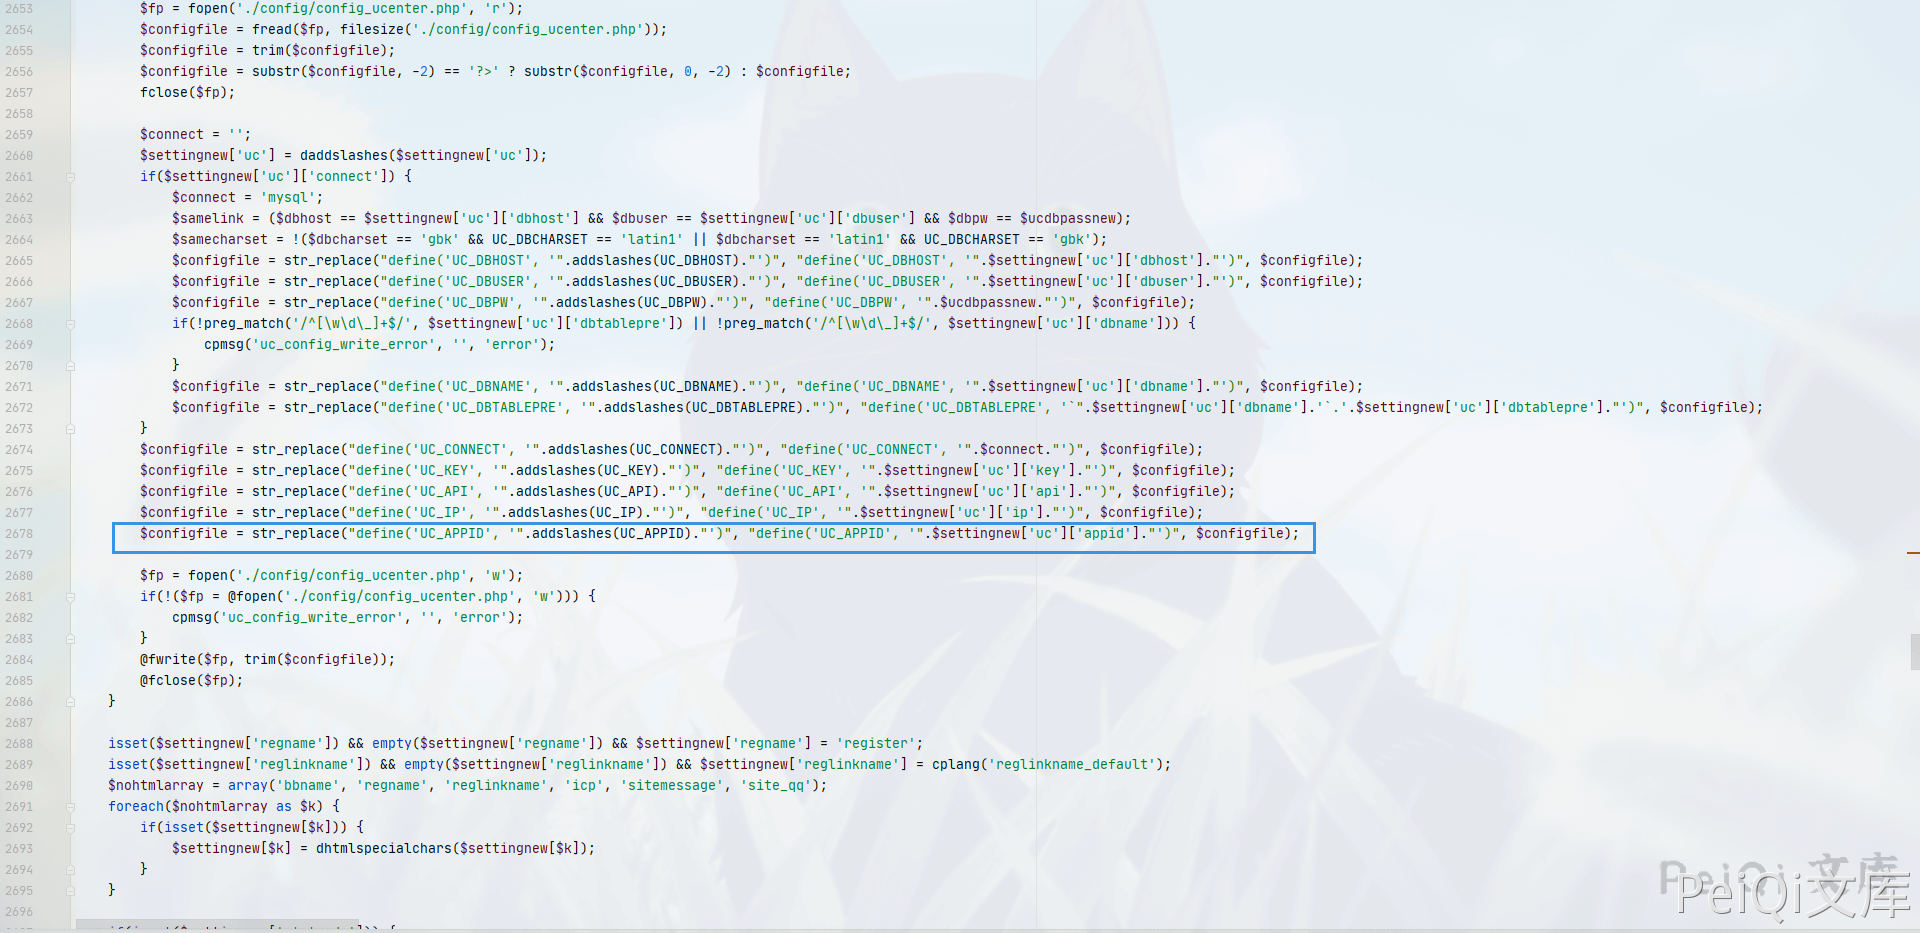 2653 $fp = fopen('./config/config_ucenter.php', 'r');
2654 $configfile = fread($fp, filesize('./config/config_ucenter.php'));
2655 $configfile = trim($configfile);
2656 $configfile = substr($configfile, -2) == '?>' ? substr($configfile, 0, -2) : $configfile;
2657 fclose($fp);
2658
2659 $connect = '';
2660 $settingnew['uc'] = daddslashes($settingnew['uc']);
2661 if($settingnew['uc']['connect']) {
2662 $connect = 'mysql';
2663 $samelink = ($dbhost == $settingnew['uc']['dbhost'] && $dbuser == $settingnew['uc']['dbuser'] && $dbpw == $ucdbpassnew);
2664 $samecharset = !($dbcharset == 'gbk' && UC_DBCHARSET == 'latin1' || $dbcharset == 'latin1' && UC_DBCHARSET == 'gbk');
2665 $configfile = str_replace("define('UC_DBHOST', '".addslashes(UC_DBHOST)."')", "define('UC_DBHOST', '".$settingnew['uc']['dbhost']."')", $configfile);
2666 $configfile = str_replace("define('UC_DBUSER', '".addslashes(UC_DBUSER)."')", "define('UC_DBUSER', '".$settingnew['uc']['dbuser']."')", $configfile);
2667 $configfile = str_replace("define('UC_DBPW', '".addslashes(UC_DBPW)."')", "define('UC_DBPW', '".$ucdbpassnew."')", $configfile);
2668 if(!preg_match('/^[\w\d\_]+$/', $settingnew['uc']['dbtablepre']) || !preg_match('/^[\w\d\_]+$/', $settingnew['uc']['dbname'])) {
2669 cpmsg('uc_config_write_error', '', 'error');
2670 }
2671 $configfile = str_replace("define('UC_DBNAME', '".addslashes(UC_DBNAME)."')", "define('UC_DBNAME', '".$settingnew['uc']['dbname']."')", $configfile);
2672 $configfile = str_replace("define('UC_DBTABLEPRE', '".addslashes(UC_DBTABLEPRE)."')", "define('UC_DBTABLEPRE', '`".$settingnew['uc']['dbname'].'`.'.$settingnew['uc']['dbtablepre']."')", $configfile);
2673 }
2674 $configfile = str_replace("define('UC_CONNECT', '".addslashes(UC_CONNECT)."')", "define('UC_CONNECT', '".$connect."')", $configfile);
2675 $configfile = str_replace("define('UC_KEY', '".addslashes(UC_KEY)."')", "define('UC_KEY', '".$settingnew['uc']['key']."')", $configfile);
2676 $configfile = str_replace("define('UC_API', '".addslashes(UC_API)."')", "define('UC_API', '".$settingnew['uc']['api']."')", $configfile);
2677 $configfile = str_replace("define('UC_IP', '".addslashes(UC_IP)."')", "define('UC_IP', '".$settingnew['uc']['ip']."')", $configfile);
2678 $configfile = str_replace("define('UC_APPID', '".addslashes(UC_APPID)."')", "define('UC_APPID', '".$settingnew['uc']['appid']."')", $configfile);
2679
2680 $fp = fopen('./config/config_ucenter.php', 'w');
2681 if(!($fp = @fopen('./config/config_ucenter.php', 'w'))) {
2682 cpmsg('uc_config_write_error', '', 'error');
2683 }
2684 @fwrite($fp, trim($configfile));
2685 @fclose($fp);
2686 }
2687
2688 isset($settingnew['regname']) && empty($settingnew['regname']) && $settingnew['regname'] = 'register';
2689 isset($settingnew['reglinkname']) && empty($settingnew['reglinkname']) && $settingnew['reglinkname'] = cplang('reglinkname_default');
2690 $nohtmlarray = array('bbname', 'regname', 'reglinkname', 'icp', 'sitemessage', 'site_qq');
2691 foreach($nohtmlarray as $k) {
2692 if(isset($settingnew[$k])) {
2693 $settingnew[$k] = dhtmlspecialchars($settingnew[$k]);
2694 }
2695 }
2696
PeiQi 文库
PeiQi文库